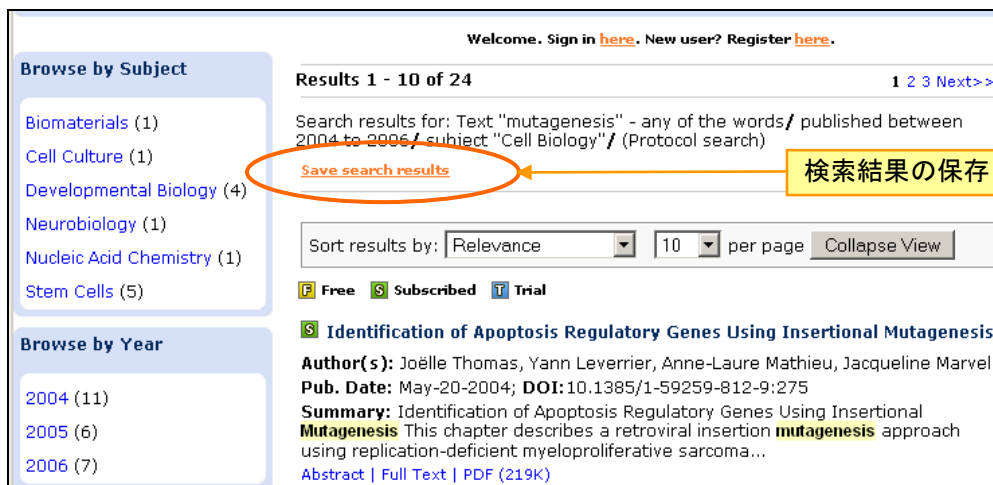 Welcome. Sign in here. New user? Register here.
Browse by Subject
Biomaterials (1)
Cell Culture (1)
Developmental Biology (4)
Neurobiology (1)
Nucleic Acid Chemistry (1)
Stem Cells (5)
Browse by Year
2004 (11)
2005 (6)
2006 (7)
Results 1 - 10 of 24
1 2 3 Next>>
Search results for: Text "mutagenesis" - any of the words/ published between
2004 to 2006/ subject "Cell Biology"/ (Protocol search)
Save search results
検索結果の保存
Sort results by: Relevance 10 per page Collapse View
F Free S Subscribed T Trial
S Identification of Apoptosis Regulatory Genes Using Insertional Mutagenesis
Author(s): Joëlle Thomas, Yann Leverrier, Anne-Laure Mathieu, Jacqueline Marvel
Pub. Date: May-20-2004; DOI:10.1385/1-59259-812-9:275
Summary: Identification of Apoptosis Regulatory Genes Using Insertional
Mutagenesis This chapter describes a retroviral insertion mutagenesis approach
using replication-deficient myeloproliferative sarcoma...
Abstract | Full Text | PDF (219K)